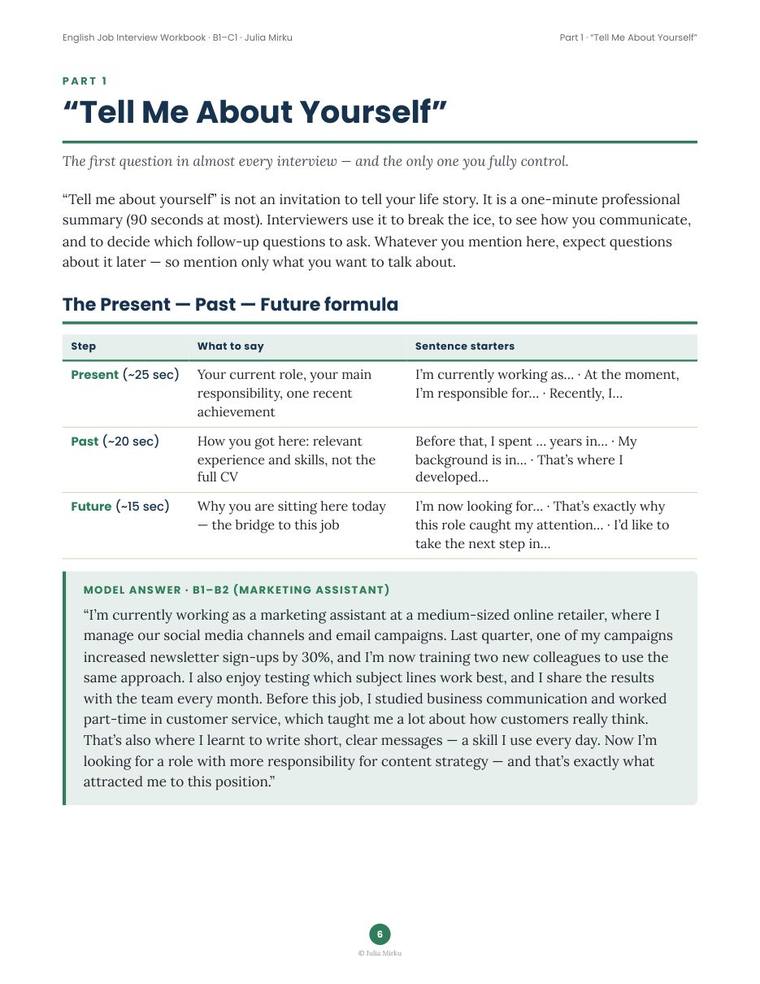 English Job Interview Workbook · B1–C1 · Julia Mirku
Part 1 · “Tell Me About Yourself”
PART 1
“Tell Me About Yourself”
The first question in almost every interview — and the only one you fully control.
“Tell me about yourself” is not an invitation to tell your life story. It is a one-minute professional
summary (90 seconds at most). Interviewers use it to break the ice, to see how you communicate,
and to decide which follow-up questions to ask. Whatever you mention here, expect questions
about it later — so mention only what you want to talk about.
The Present — Past — Future formula
Step
What to say
Sentence starters
Present (~25 sec)
Your current role, your main
responsibility, one recent
achievement
I’m currently working as… · At the moment,
I’m responsible for… · Recently, I…
Past (~20 sec)
How you got here: relevant
experience and skills, not the
full CV
Before that, I spent … years in… · My
background is in… · That’s where I
developed…
Future (~15 sec)
Why you are sitting here today
— the bridge to this job
I’m now looking for… · That’s exactly why
this role caught my attention… · I’d like to
take the next step in…
MODEL ANSWER · B1–B2 (MARKETING ASSISTANT)
“I’m currently working as a marketing assistant at a medium-sized online retailer, where I
manage our social media channels and email campaigns. Last quarter, one of my campaigns
increased newsletter sign-ups by 30%, and I’m now training two new colleagues to use the
same approach. I also enjoy testing which subject lines work best, and I share the results
with the team every month. Before this job, I studied business communication and worked
part-time in customer service, which taught me a lot about how customers really think.
That’s also where I learnt to write short, clear messages — a skill I use every day. Now I’m
looking for a role with more responsibility for content strategy — and that’s exactly what
attracted me to this position.”
6
© Julia Mirku